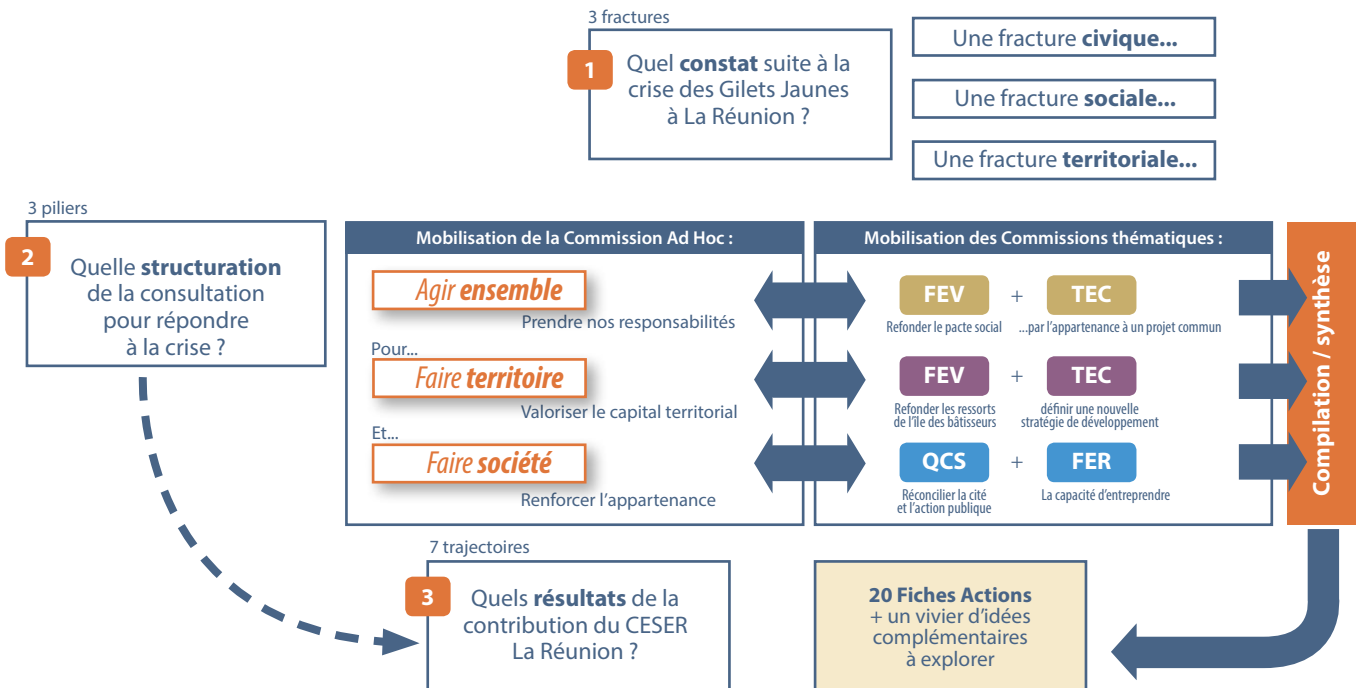 3 fractures
1
Quel constat suite à la
crise des Gilets Jaunes
à La Réunion ?
Une fracture civique...
Une fracture sociale...
Une fracture territoriale...
3 piliers
2
Quelle structuration
de la consultation
pour répondre
à la crise ?
Mobilisation de la Commission Ad Hoc :
Agir ensemble
Prendre nos responsabilités
Pour...
Faire territoire
Valoriser le capital territorial
Et...
Faire société
Renforcer l'appartenance
Mobilisation des Commissions thématiques :
FEV + TEC
Refonder le pacte social ...par l'appartenance à un projet commun
FEV + TEC
Refonder les ressorts
de l'île des bâtisseurs
définir une nouvelle
stratégie de développement
QCS + FER
Réconcilier la cité
et l'action publique
La capacité d'entreprendre
Compilation / synthèse
7 trajectoires
3
Quels résultats de la
contribution du CESER
La Réunion ?
20 Fiches Actions
+ un vivier d'idées
complémentaires
à explorer